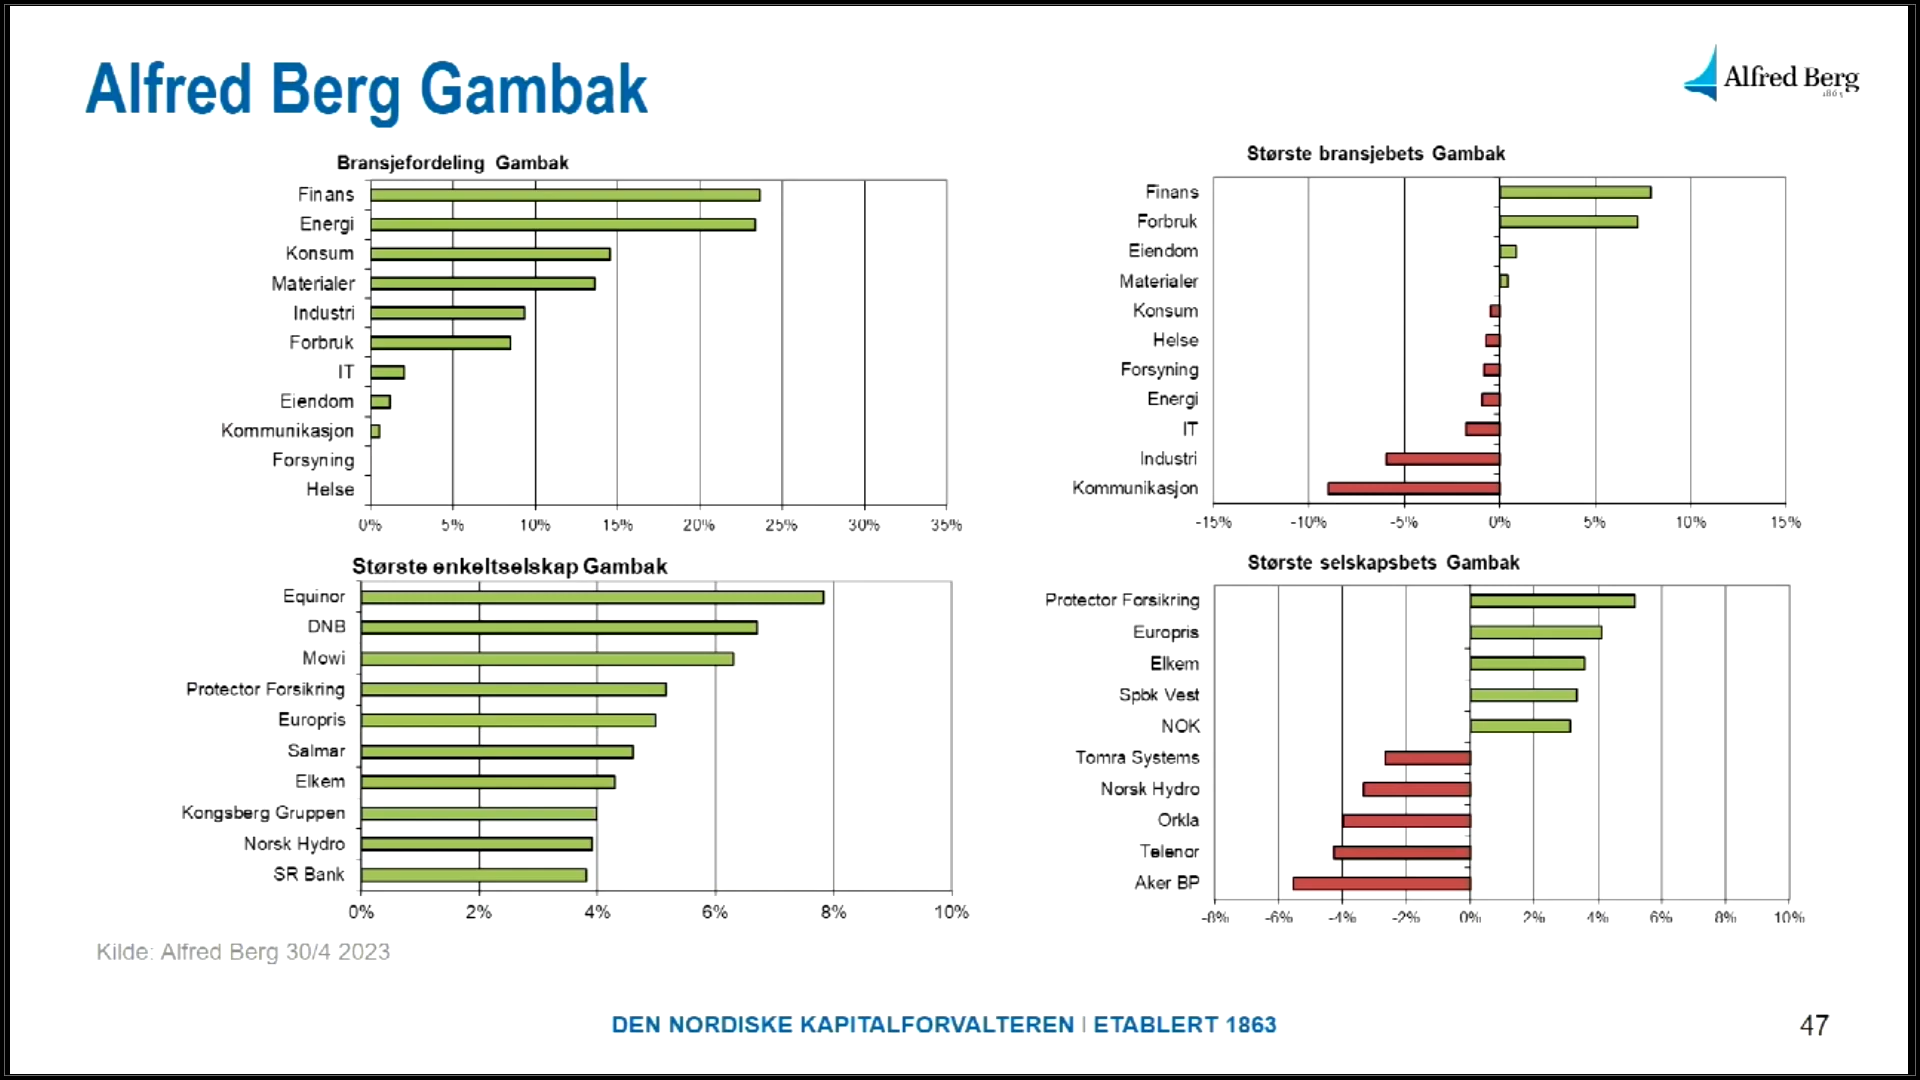 Alfred Berg Gambak
Alfred Berg
1863
Bransjefordeling Gambak
Finans
Energi
Konsum
Materialer
Industri
Forbruk
IT
Eiendom
Kommunikasjon
Forsyning
Helse
0% 5% 10% 15% 20% 25% 30% 35%
Største bransjebets Gambak
Finans
Forbruk
Eiendom
Materialer
Konsum
Helse
Forsyning
Energi
IT
Industri
Kommunikasjon
-15% -10% -5% 0% 5% 10% 15%
Største enkeltselskap Gambak
Equinor
DNB
Mowi
Protector Forsikring
Europris
Salmar
Elkem
Kongsberg Gruppen
Norsk Hydro
SR Bank
0% 2% 4% 6% 8% 10%
Største selskapsbets Gambak
Protector Forsikring
Europris
Elkem
Spbk Vest
NOK
Tomra Systems
Norsk Hydro
Orkla
Telenor
Aker BP
-8% -6% -4% -2% 0% 2% 4% 6% 8% 10%
Kilde: Alfred Berg 30/4 2023
DEN NORDISKE KAPITALFORVALTEREN | ETABLERT 1863
47